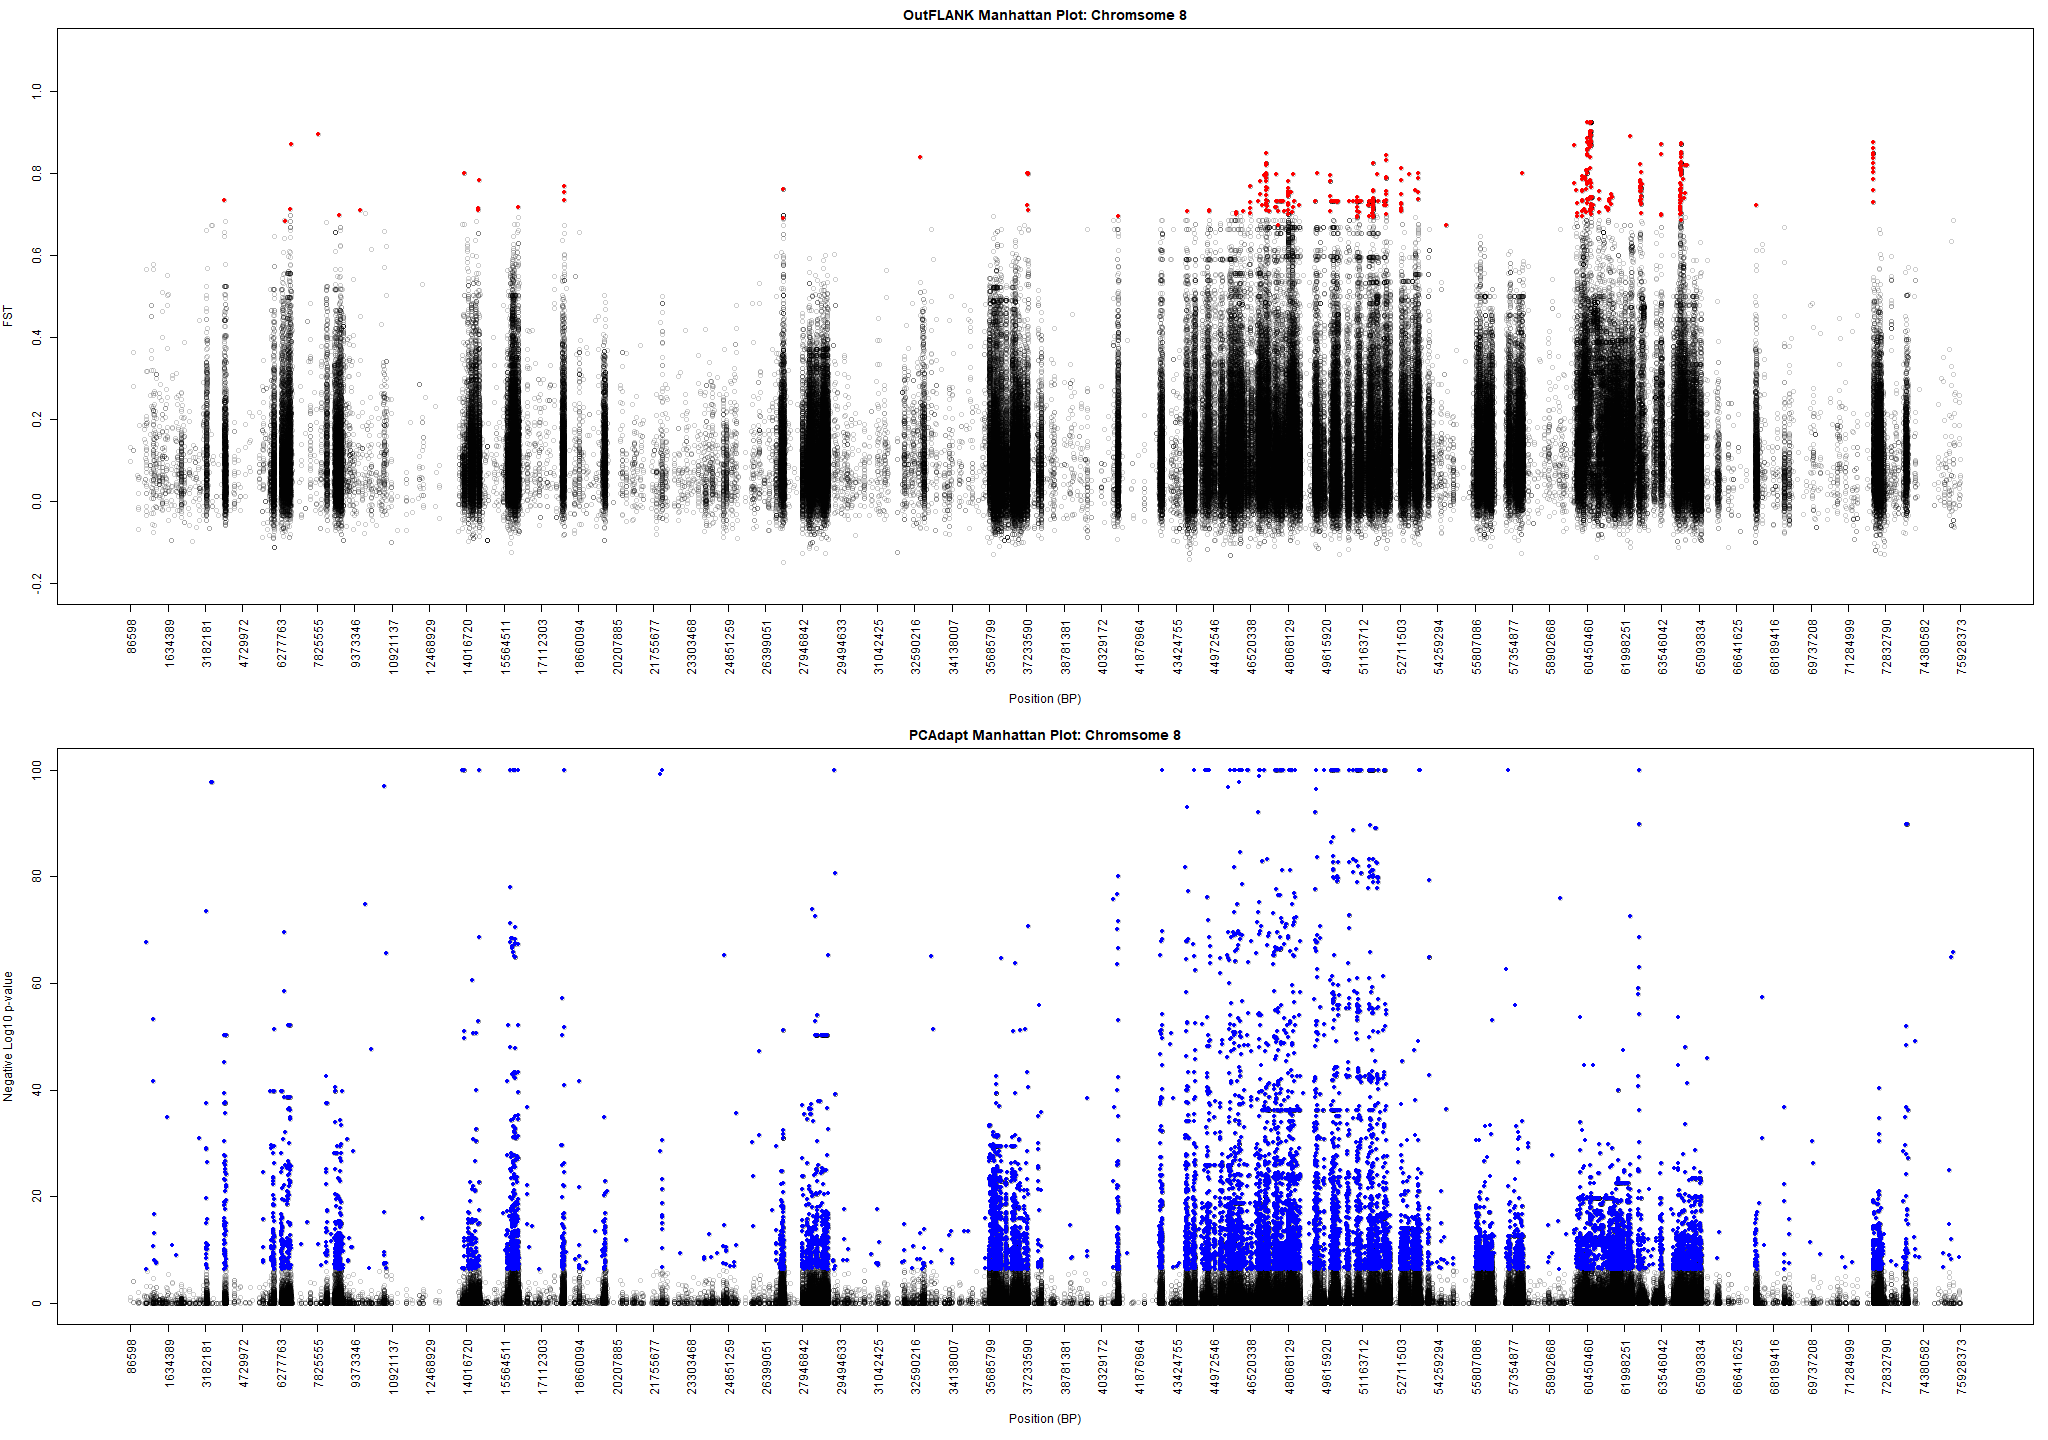 OutFLANK Manhattan Plot: Chromsome 8
FST
1.0
0.8
0.6
0.4
0.2
0.0
-0.2
86598 1634389 3182181 4729972 6277763 7825555 9373346 10921137 12468929 14016720 15564511 17112303 18660094 20207885 21755677 23303468 24851259 26399051 27946842 29494633 31042425 32590216 34138007 35685799 37233590 38781381 40329172 41876964 43424755 44972546 46520338 48068129 49615920 51163712 52711503 54259294 55807086 57354877 58902668 60450460 61998251 63546042 65093834 66641625 68189416 69737208 71284999 72832790 74380582 75928373
Position (BP)
PCAdapt Manhattan Plot: Chromsome 8
Negative Log10 p-value
100
80
60
40
20
0
86598 1634389 3182181 4729972 6277763 7825555 9373346 10921137 12468929 14016720 15564511 17112303 18660094 20207885 21755677 23303468 24851259 26399051 27946842 29494633 31042425 32590216 34138007 35685799 37233590 38781381 40329172 41876964 43424755 44972546 46520338 48068129 49615920 51163712 52711503 54259294 55807086 57354877 58902668 60450460 61998251 63546042 65093834 66641625 68189416 69737208 71284999 72832790 74380582 75928373
Position (BP)